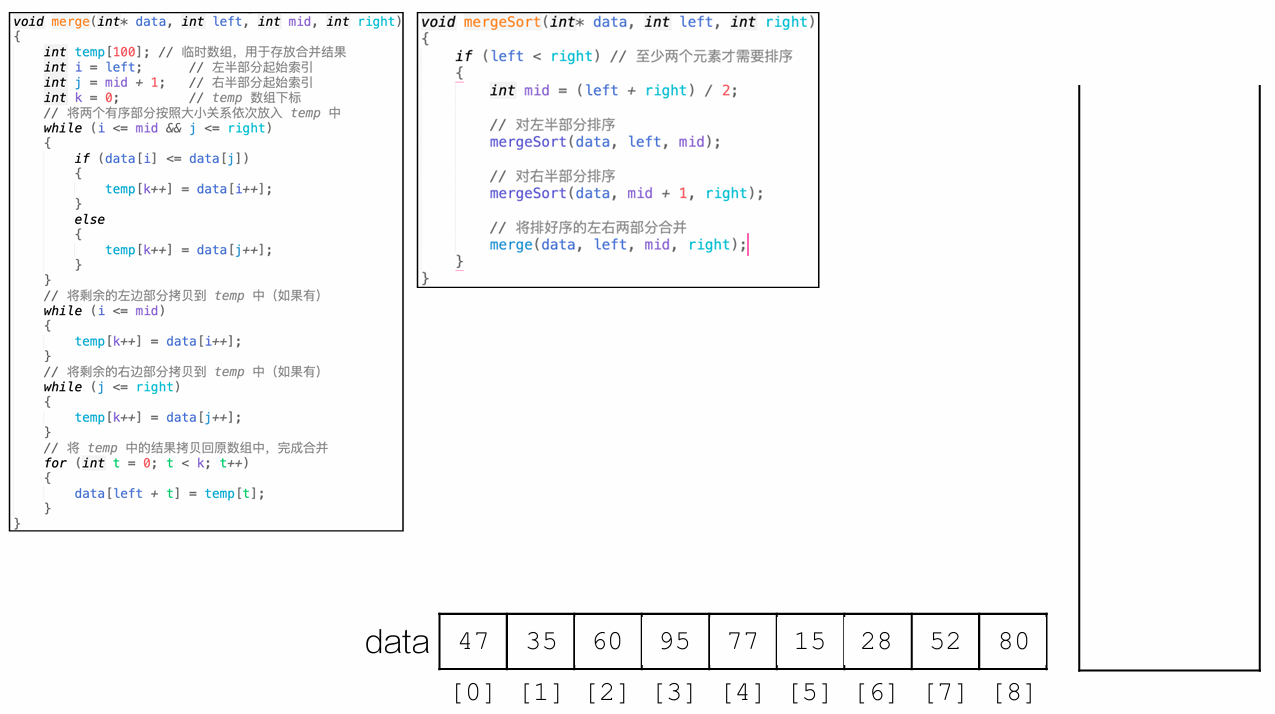 void merge(int* data, int left, int mid, int right)
{
    int temp[100]; // 临时数组，用于存放合并结果
    int i = left;      // 左半部分起始索引
    int j = mid + 1;   // 右半部分起始索引
    int k = 0;         // temp 数组下标
    // 将两个有序部分按照大小关系依次放入 temp 中
    while (i <= mid && j <= right)
    {
        if (data[i] <= data[j])
        {
            temp[k++] = data[i++];
        }
        else
        {
            temp[k++] = data[j++];
        }
    }
    // 将剩余的左边部分拷贝到 temp 中（如果有）
    while (i <= mid)
    {
        temp[k++] = data[i++];
    }
    // 将剩余的右边部分拷贝到 temp 中（如果有）
    while (j <= right)
    {
        temp[k++] = data[j++];
    }
    // 将 temp 中的结果拷贝回原数组中，完成合并
    for (int t = 0; t < k; t++)
    {
        data[left + t] = temp[t];
    }
}
void mergeSort(int* data, int left, int right)
{
    if (left < right) // 至少两个元素才需要排序
    {
        int mid = (left + right) / 2;
        // 对左半部分排序
        mergeSort(data, left, mid);
        // 对右半部分排序
        mergeSort(data, mid + 1, right);
        // 将排好序的左右两部分合并
        merge(data, left, mid, right);
    }
}
data 47 35 60 95 77 15 28 52 80
[0] [1] [2] [3] [4] [5] [6] [7] [8]